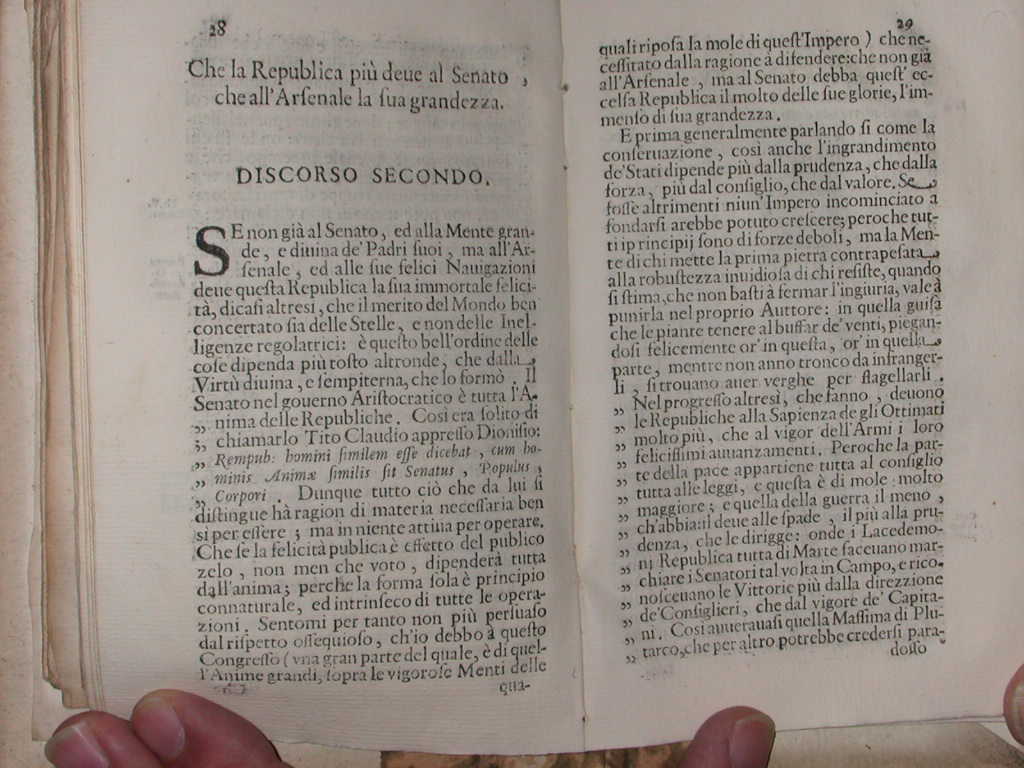 28
Che la Republica più deue al Senato ,
che all'Arſenale la ſua grandezza.
DISCORSO SECONDO.
SE non già al Senato, ed alla Mente gran-
de, e diuina de' Padri ſuoi, ma all'Ar-
ſenale, ed alle ſue felici Nauigazioni
deue queſta Republica la ſua immortale felici-
tà, dicaſi altresì, che il merito del Mondo ben
concertato ſia delle Stelle, e non delle Inel-
ligenze regolatrici: è queſto bell'ordine delle
coſe dipenda più toſto altronde, che dalla
Virtù diuina, e ſempiterna, che lo formò. Il
Senato nel gouerno Ariſtocratico è tutta l'A-
„ nima delle Republiche. Così era ſolito di
„ chiamarlo Tito Claudio appreſſo Dioniſio:
„ Rempub: homini ſimilem eſſe dicebat, cum ho-
„ minis Animæ ſimilis ſit Senatus, Populus,
„ Corpori. Dunque tutto ciò che da lui ſi
diſtingue hà ragion di materia neceſſaria ben
si per eſſere ; ma in niente attiua per operare.
Che ſe la felicità publica è effetto del publico
zelo, non men che voto, dipenderà tutta
dall'anima; perche la forma ſola è principio
connaturale, ed intrinſeco di tutte le opera-
zioni. Sentomi per tanto non più perſuaſo
dal riſpetto oſſequioſo, ch'io debbo à queſto
Congreſſo (vna gran parte del quale, è di quel-
l'Anime grandi, ſopra le vigoroſe Menti delle
qua-
29
quali ripoſa la mole di queſt'Impero) che ne-
ceſſitato dalla ragione à difendere: che non già
all'Arſenale, ma al Senato debba queſt' ec-
celſa Republica il molto delle ſue glorie, l'im-
menſo di ſua grandezza.
E prima generalmente parlando ſi come la
conſeruazione, così anche l'ingrandimento
de'Stati dipende più dalla prudenza, che dalla
forza, più dal conſiglio, che dal valore. Se
foſſe altrimenti niun'Impero incominciato a
fondarſi arebbe potuto creſcere; peroche tut-
ti ip rincipij ſono di forze deboli, ma la Men-
te di chi mette la prima pietra contrapeſata
alla robuſtezza inuidioſa di chi reſiſte, quando
ſi ſtima, che non baſti à fermar l'ingiuria, vale à
punirla nel proprio Auttore: in quella guiſa
che le piante tenere al buffar de' venti, piegan-
doſi felicemente or' in queſta, or' in quella
parte, mentre non anno tronco da infranger-
li, ſi trouano auer verghe per flagellarli.
„ Nel progreſſo altresì, che fanno, deuono
„ le Republiche alla Sapienza de gli Ottimati
„ molto più, che al vigor dell'Armi i loro
„ feliciſſimi auuanzamenti. Peroche la par-
„ te della pace appartiene tutta al conſiglio
„ tutta alle leggi, e queſta è di mole molto
„ maggiore; e quella della guerra il meno,
„ ch'abbia: il deue alle ſpade, il più alla pru-
„ denza, che le dirigge: onde i Lacedemo-
„ ni Republica tutta di Marte faceuano mar-
„ chiare i Senatori tal volta in Campo, e rico-
„ noſceuano le Vittorie più dalla direzzione
„ de' Conſiglieri, che dal vigore de' Capita-
„ ni. Così auuerauaſi quella Maſſima di Plu-
„ tarco, che per altro potrebbe crederſi para-
doſſo